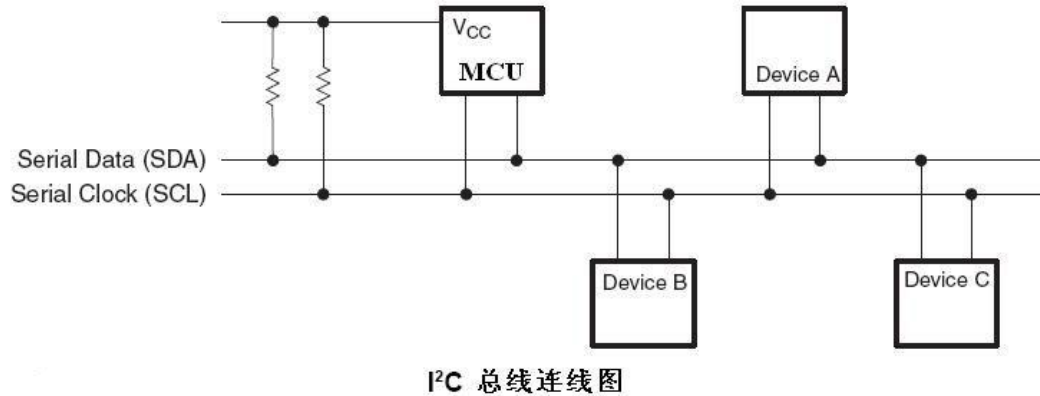 VCC
MCU
Device A
Serial Data (SDA)
Serial Clock (SCL)
Device B
Device C
I²C 总线连线图